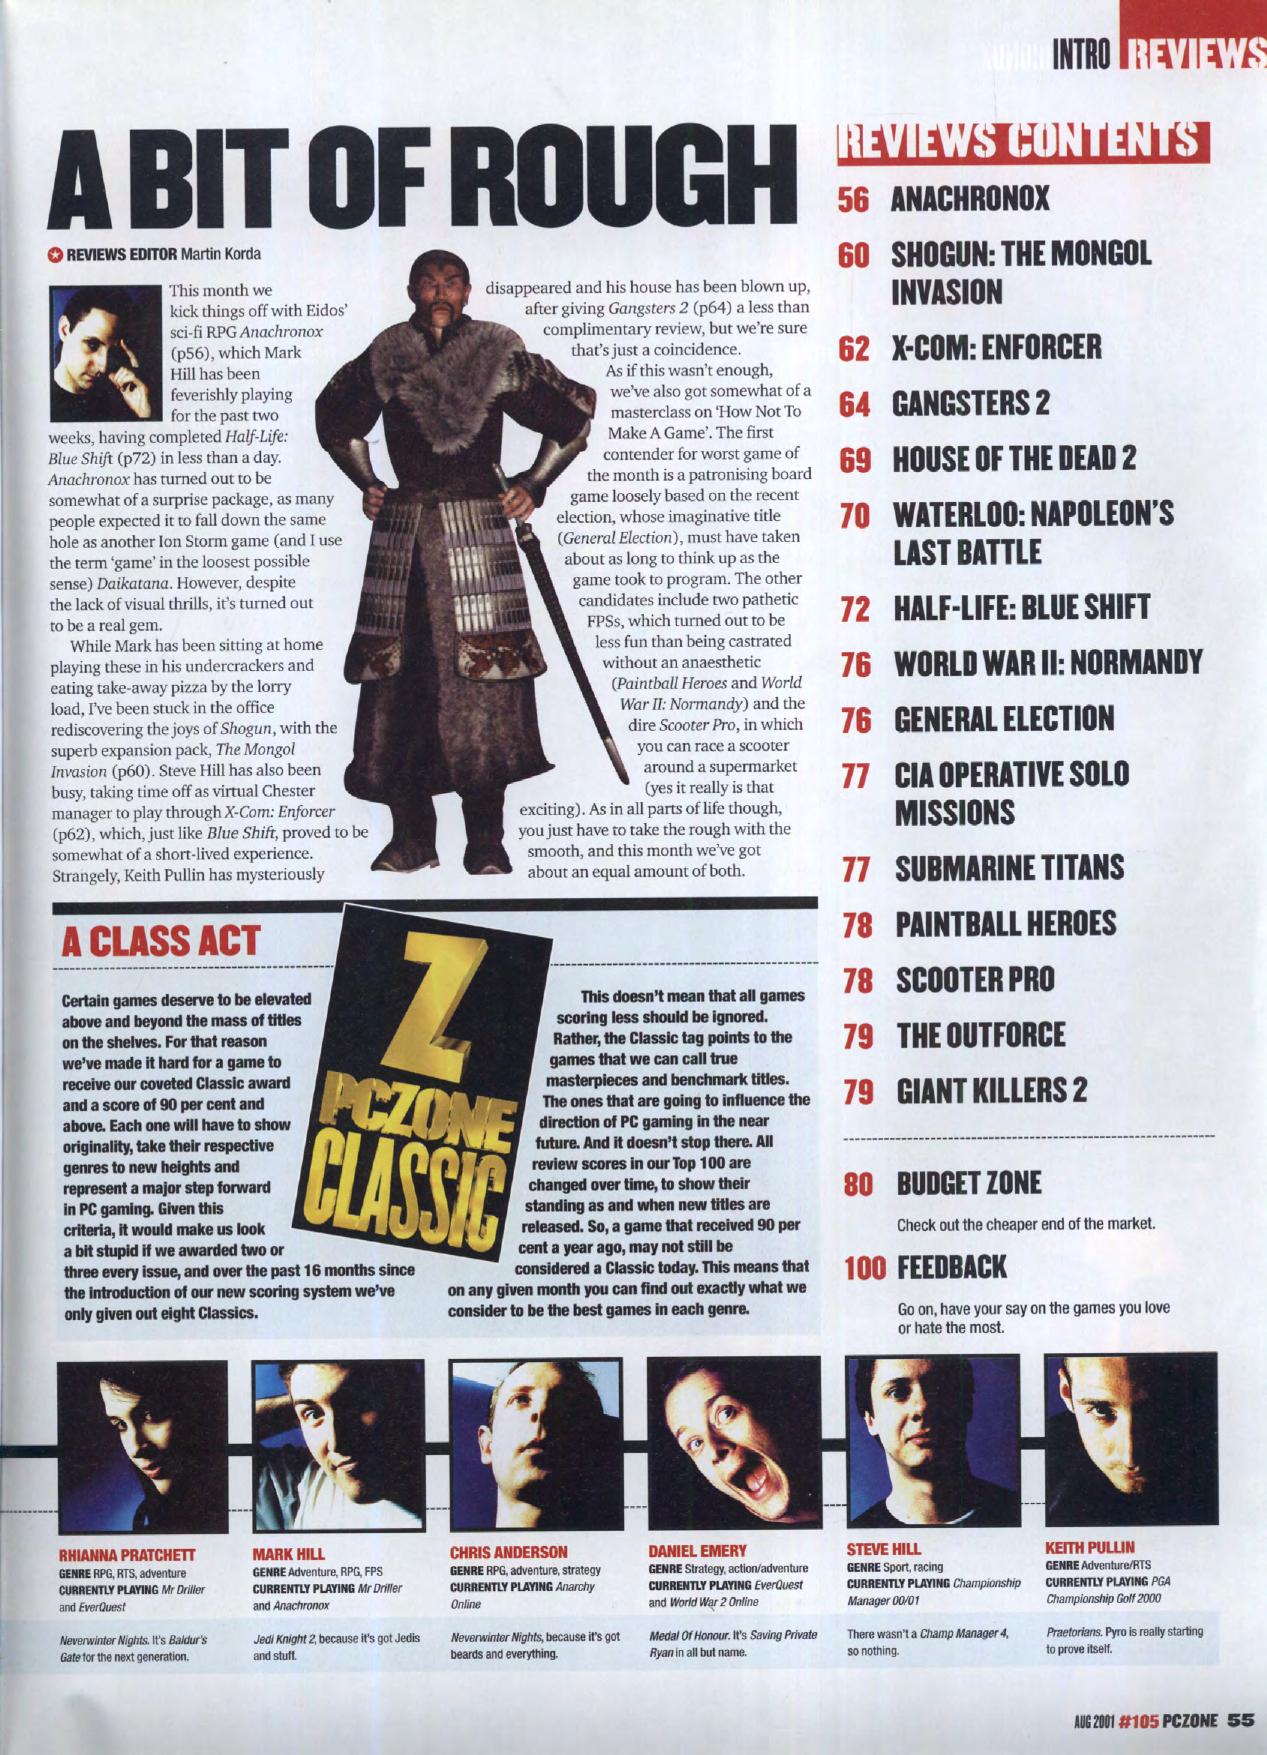 INTRO REVIEWS
A BIT OF ROUGH
REVIEWS EDITOR Martin Korda
This month we
kick things off with Eidos'
sci-fi RPG Anachronox
(p56), which Mark
Hill has been
feverishly playing
for the past two
weeks, having completed Half-Life:
Blue Shift (p72) in less than a day.
Anachronox has turned out to be
somewhat of a surprise package, as many
people expected it to fall down the same
hole as another Ion Storm game (and I use
the term 'game' in the loosest possible
sense) Daikatana. However, despite
the lack of visual thrills, it's turned out
to be a real gem.
While Mark has been sitting at home
playing these in his undercrackers and
eating take-away pizza by the lorry
load, I've been stuck in the office
rediscovering the joys of Shogun, with the
superb expansion pack, The Mongol
Invasion (p60). Steve Hill has also been
busy, taking time off as virtual Chester
manager to play through X-Com: Enforcer
(p62), which, just like Blue Shift, proved to be
somewhat of a short-lived experience.
Strangely, Keith Pullin has mysteriously
disappeared and his house has been blown up,
after giving Gangsters 2 (p64) a less than
complimentary review, but we're sure
that's just a coincidence.
As if this wasn't enough,
we've also got somewhat of a
masterclass on 'How Not To
Make A Game'. The first
contender for worst game of
the month is a patronising board
game loosely based on the recent
election, whose imaginative title
(General Election), must have taken
about as long to think up as the
game took to program. The other
candidates include two pathetic
FPSs, which turned out to be
less fun than being castrated
without an anaesthetic
(Paintball Heroes and World
War II: Normandy) and the
dire Scooter Pro, in which
you can race a scooter
around a supermarket
(yes it really is that
exciting). As in all parts of life though,
you just have to take the rough with the
smooth, and this month we've got
about an equal amount of both.
REVIEWS CONTENTS
56 ANACHRONOX
60 SHOGUN: THE MONGOL
INVASION
62 X-COM: ENFORCER
64 GANGSTERS 2
69 HOUSE OF THE DEAD 2
70 WATERLOO: NAPOLEON'S
LAST BATTLE
72 HALF-LIFE: BLUE SHIFT
76 WORLD WAR II: NORMANDY
76 GENERAL ELECTION
77 CIA OPERATIVE SOLO
MISSIONS
77 SUBMARINE TITANS
78 PAINTBALL HEROES
78 SCOOTER PRO
79 THE OUTFORCE
79 GIANT KILLERS 2
80 BUDGET ZONE
Check out the cheaper end of the market.
100 FEEDBACK
Go on, have your say on the games you love
or hate the most.
A CLASS ACT
Certain games deserve to be elevated
above and beyond the mass of titles
on the shelves. For that reason
we've made it hard for a game to
receive our coveted Classic award
and a score of 90 per cent and
above. Each one will have to show
originality, take their respective
genres to new heights and
represent a major step forward
in PC gaming. Given this
criteria, it would make us look
a bit stupid if we awarded two or
three every issue, and over the past 16 months since
the introduction of our new scoring system we've
only given out eight Classics.
Z
PCZONE
CLASSIC
This doesn't mean that all games
scoring less should be ignored.
Rather, the Classic tag points to the
games that we can call true
masterpieces and benchmark titles.
The ones that are going to influence the
direction of PC gaming in the near
future. And it doesn't stop there. All
review scores in our Top 100 are
changed over time, to show their
standing as and when new titles are
released. So, a game that received 90 per
cent a year ago, may not still be
considered a Classic today. This means that
on any given month you can find out exactly what we
consider to be the best games in each genre.
RHIANNA PRATCHETT
GENRE RPG, RTS, adventure
CURRENTLY PLAYING Mr Driller
and EverQuest
Neverwinter Nights. It's Baldur's
Gate for the next generation.
MARK HILL
GENRE Adventure, RPG, FPS
CURRENTLY PLAYING Mr Driller
and Anachronox
Jedi Knight 2, because it's got Jedis
and stuff.
CHRIS ANDERSON
GENRE RPG, adventure, strategy
CURRENTLY PLAYING Anarchy
Online
Neverwinter Nights, because it's got
beards and everything.
DANIEL EMERY
GENRE Strategy, action/adventure
CURRENTLY PLAYING EverQuest
and World War 2 Online
Medal Of Honour. It's Saving Private
Ryan in all but name.
STEVE HILL
GENRE Sport, racing
CURRENTLY PLAYING Championship
Manager 00/01
There wasn't a Champ Manager 4,
so nothing.
KEITH PULLIN
GENRE Adventure/RTS
CURRENTLY PLAYING PGA
Championship Golf 2000
Praetorians. Pyro is really starting
to prove itself.
AUG 2001 #105 PCZONE 55